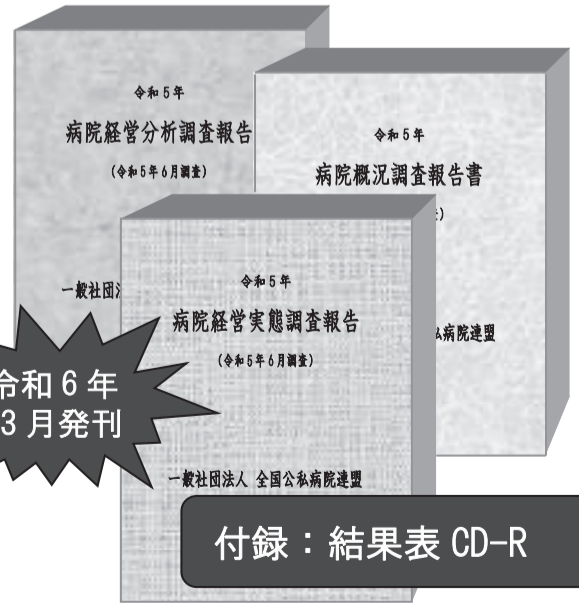 令和5年
病院経営分析調査報告
(令和5年6月調査)
一般社団法
令和5年
病院概況調査報告書
)
私病院連盟
令和5年
病院経営実態調査報告
(令和5年6月調査)
一般社団法人 全国公私病院連盟
令和6年
3月発刊
付録:結果表 CD-R